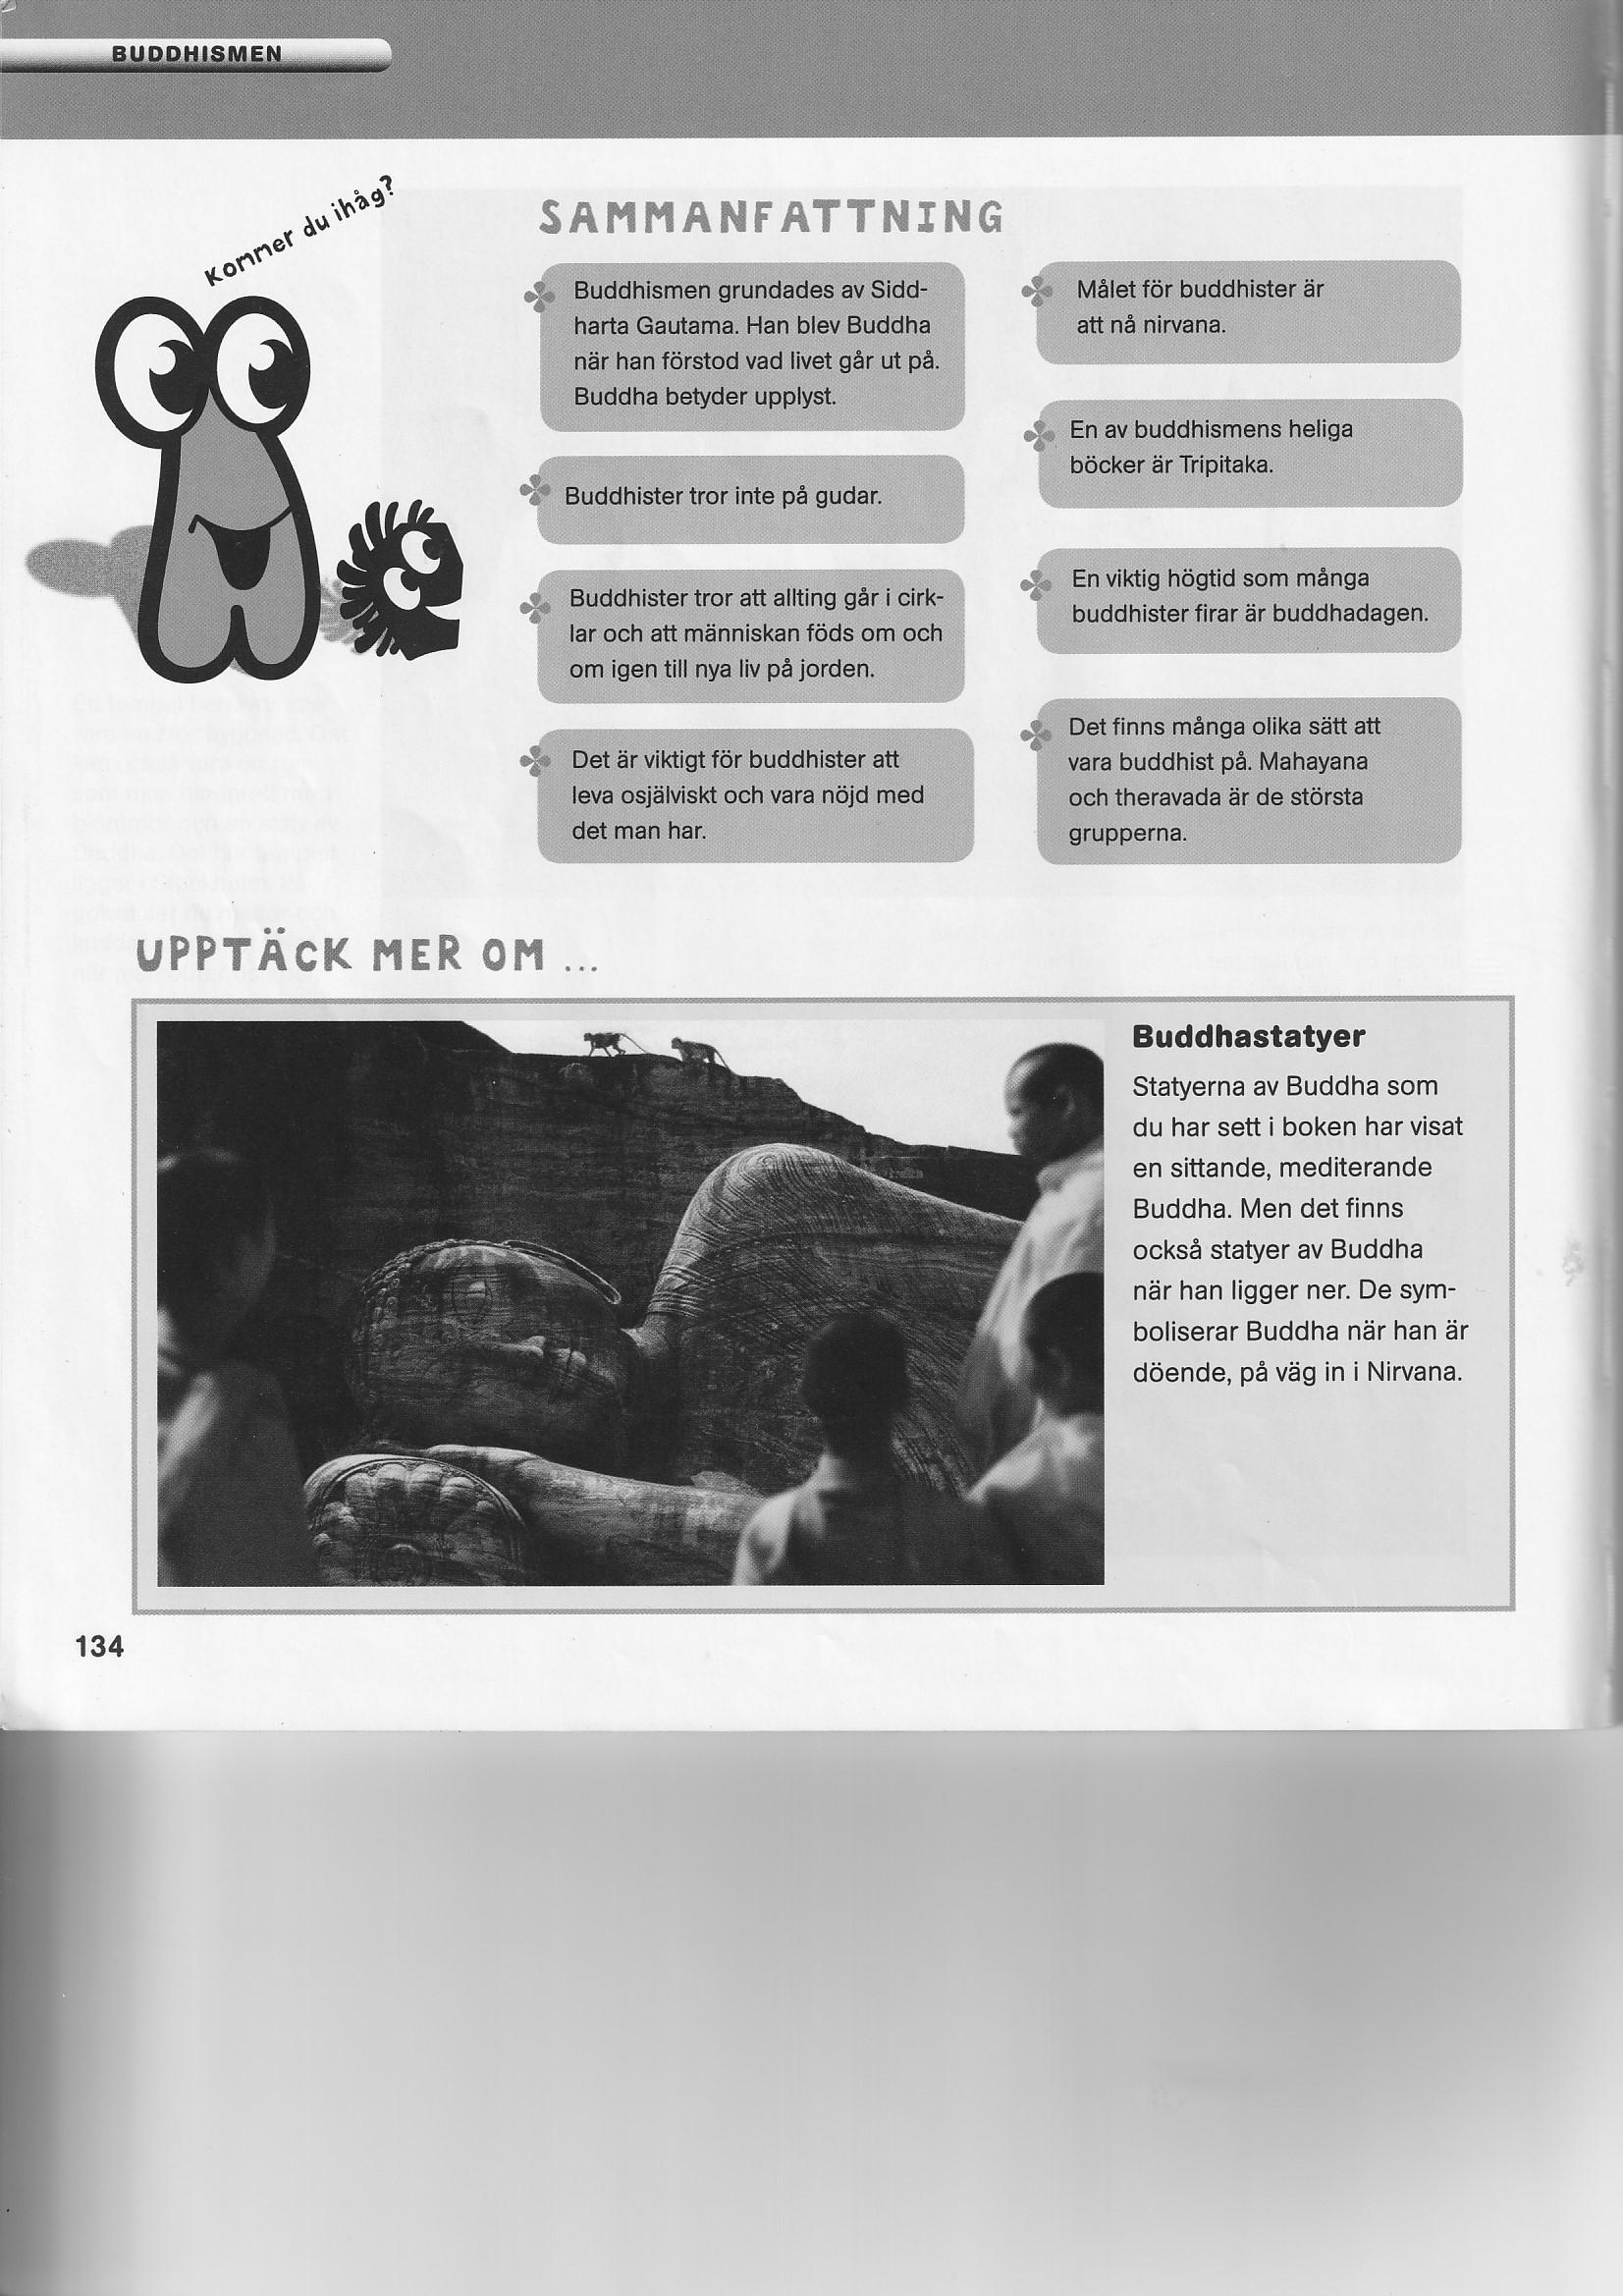 BUDDHISMEN
Kommer du ihåg?
SAMMANFATTNING
Buddhismen grundades av Sidd-
harta Gautama. Han blev Buddha
när han förstod vad livet går ut på.
Buddha betyder upplyst.
Buddhister tror inte på gudar.
Buddhister tror att allting går i cirk-
lar och att människan föds om och
om igen till nya liv på jorden.
Det är viktigt för buddhister att
leva osjälviskt och vara nöjd med
det man har.
Målet för buddhister är
att nå nirvana.
En av buddhismens heliga
böcker är Tripitaka.
En viktig högtid som många
buddhister firar är buddhadagen.
Det finns många olika sätt att
vara buddhist på. Mahayana
och theravada är de största
grupperna.
UPPTÄCK MER OM ...
Buddhastatyer
Statyerna av Buddha som
du har sett i boken har visat
en sittande, mediterande
Buddha. Men det finns
också statyer av Buddha
när han ligger ner. De sym-
boliserar Buddha när han är
döende, på väg in i Nirvana.
134